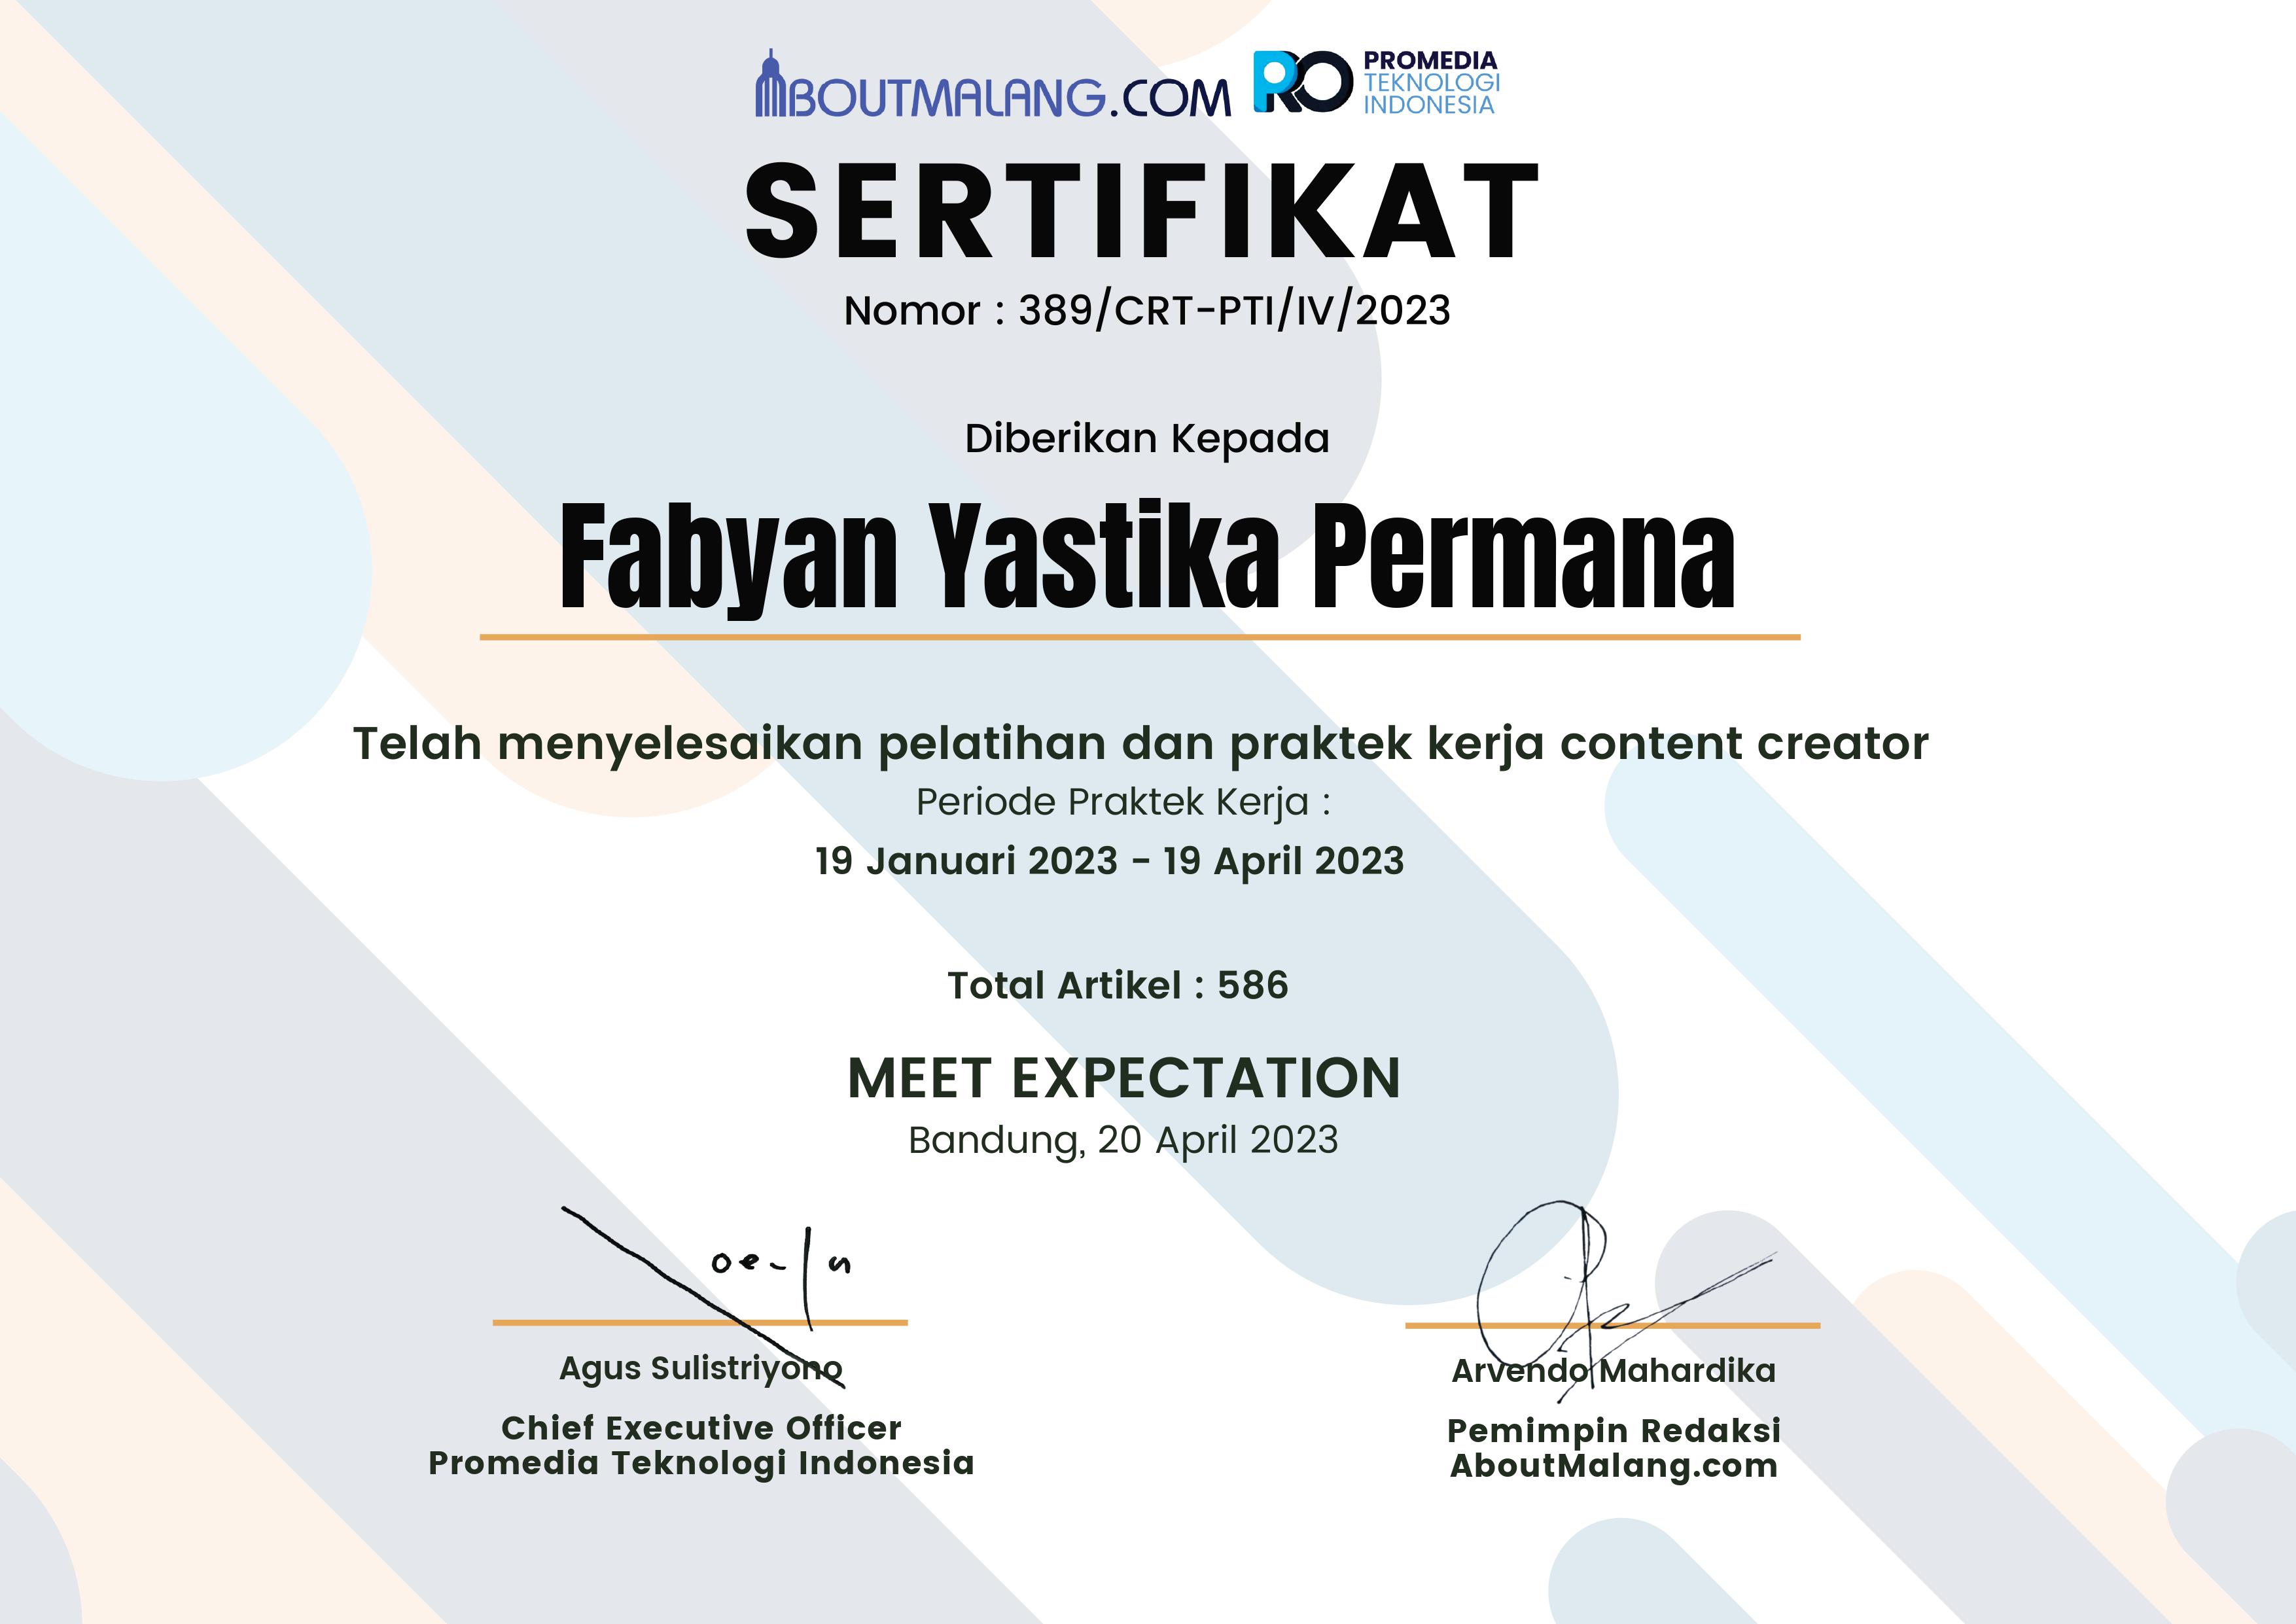 ABOUTMALANG.COM
PRO PROMEDIA
TEKNOLOGI
INDONESIA
SERTIFIKAT
Nomor : 389/CRT-PTI/IV/2023
Diberikan Kepada
Fabyan Yastika Permana
Telah menyelesaikan pelatihan dan praktek kerja content creator
Periode Praktek Kerja :
19 Januari 2023 - 19 April 2023
Total Artikel : 586
MEET EXPECTATION
Bandung, 20 April 2023
Agus Sulistriyono
Chief Executive Officer
Promedia Teknologi Indonesia
Arvendo Mahardika
Pemimpin Redaksi
AboutMalang.com